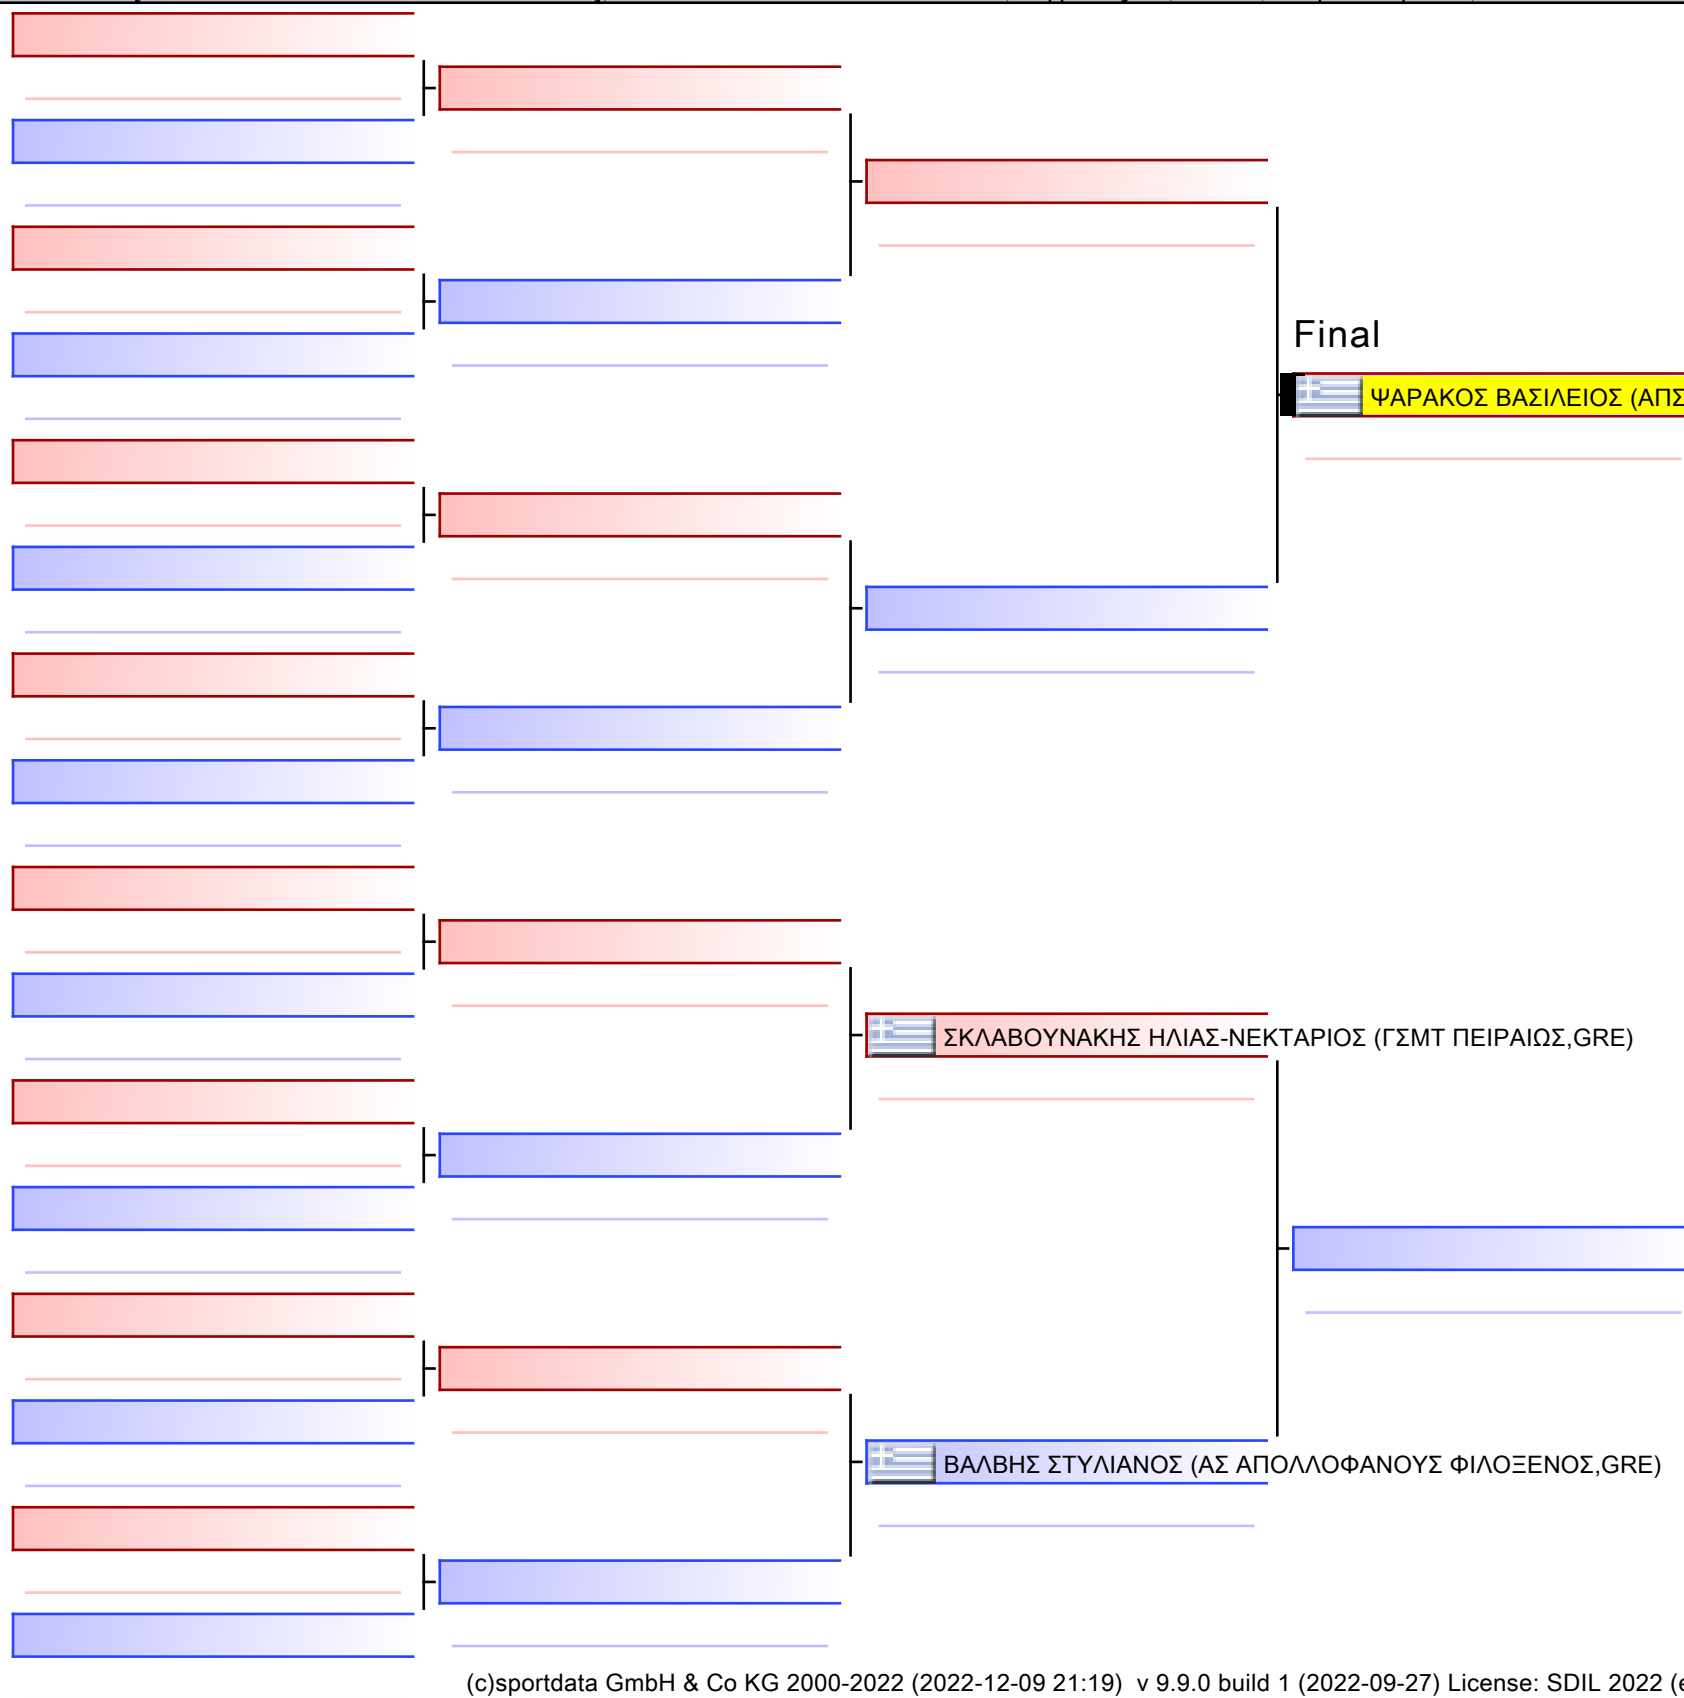 Final
ΨΑΡΑΚΟΣ ΒΑΣΙΛΕΙΟΣ (ΑΠΣ
ΣΚΛΑΒΟΥΝΑΚΗΣ ΗΛΙΑΣ-ΝΕΚΤΑΡΙΟΣ (ΓΣΜΤ ΠΕΙΡΑΙΩΣ,GRE)
ΒΑΛΒΗΣ ΣΤΥΛΙΑΝΟΣ (ΑΣ ΑΠΟΛΛΟΦΑΝΟΥΣ ΦΙΛΟΞΕΝΟΣ,GRE)
(c)sportdata GmbH & Co KG 2000-2022 (2022-12-09 21:19) v 9.9.0 build 1 (2022-09-27) License: SDIL 2022 (e